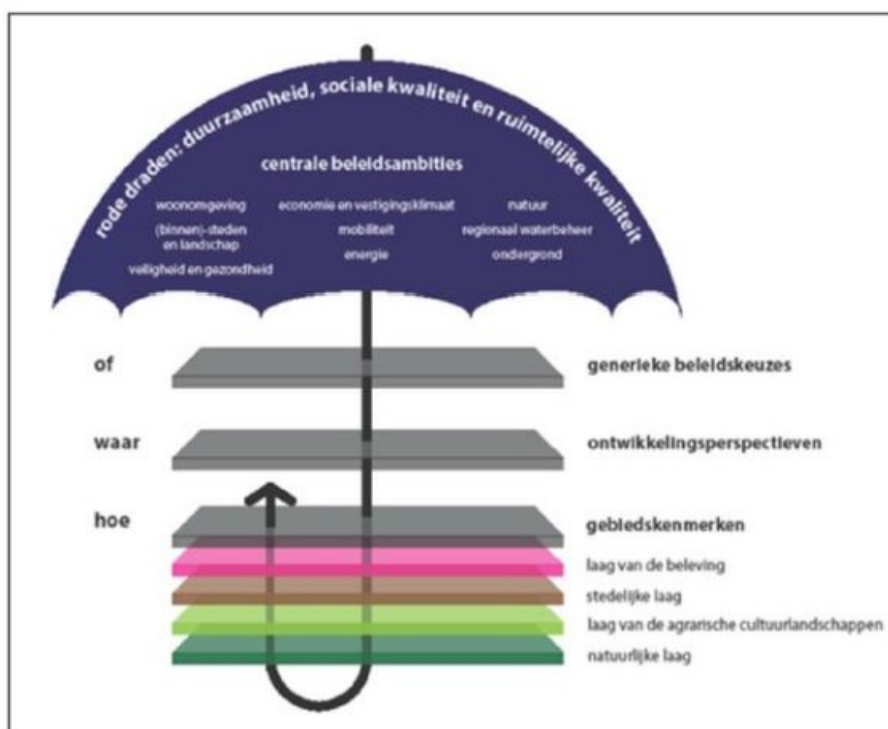 rode draden: duurzaamheid, sociale kwaliteit en ruimtelijke kwaliteit
centrale beleidsambities
woonomgeving
(binnen)-steden
en landschap
veiligheid en gezondheid
economie en vestigingsklimaat
mobiliteit
energie
natuur
regionaal waterbeheer
ondergrond
of
generieke beleidskeuzes
waar
ontwikkelingsperspectieven
hoe
gebiedskenmerken
laag van de beleving
stedelijke laag
laag van de agrarische cultuurlandschappen
natuurlijke laag